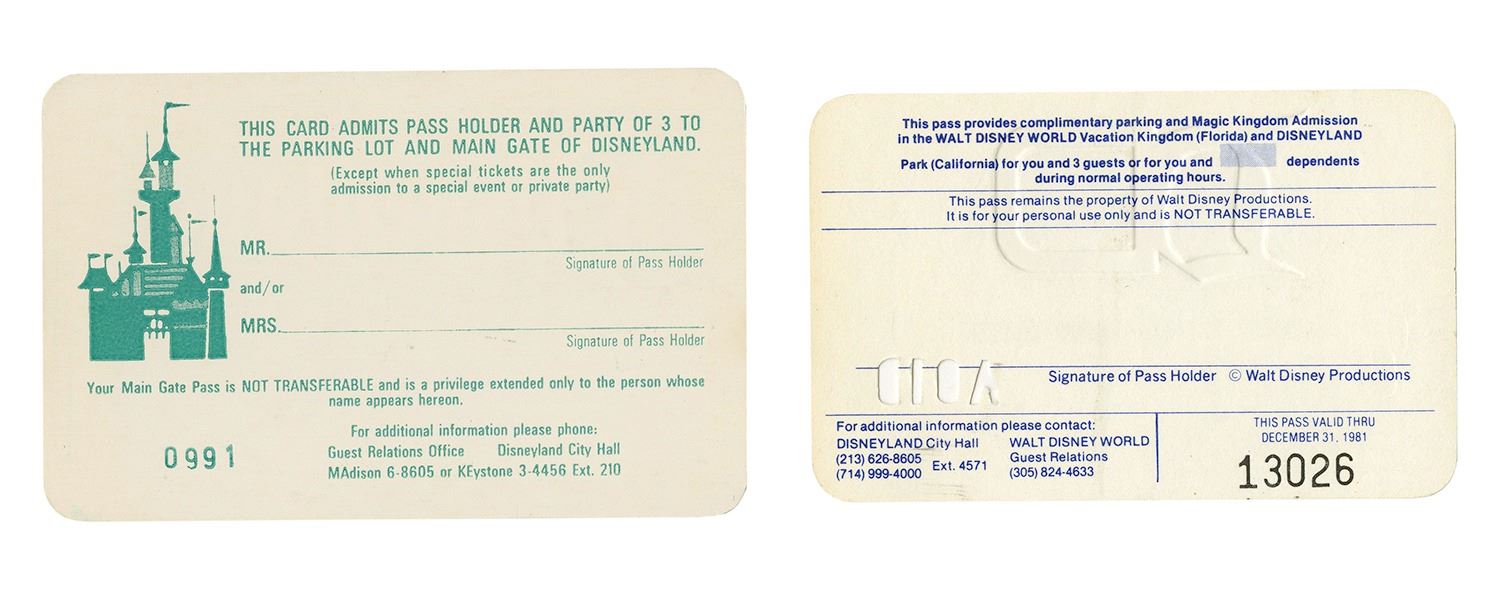 THIS CARD ADMITS PASS HOLDER AND PARTY OF 3 TO
THE PARKING LOT AND MAIN GATE OF DISNEYLAND.
(Except when special tickets are the only
admission to a special event or private party)
MR.
Signature of Pass Holder
and/or
MRS.
Signature of Pass Holder
Your Main Gate Pass is NOT TRANSFERABLE and is a privilege extended only to the person whose
name appears hereon.
0991
For additional information please phone:
Guest Relations Office Disneyland City Hall
MAdison 6-8605 or KEystone 3-4456 Ext. 210
This pass provides complimentary parking and Magic Kingdom Admission
in the WALT DISNEY WORLD Vacation Kingdom (Florida) and DISNEYLAND
Park (California) for you and 3 guests or for you and dependents
during normal operating hours.
This pass remains the property of Walt Disney Productions.
It is for your personal use only and is NOT TRANSFERABLE.
VOID
Signature of Pass Holder © Walt Disney Productions
For additional information please contact:
DISNEYLAND City Hall
(213) 626-8605
(714) 999-4000
Ext. 4571
WALT DISNEY WORLD
Guest Relations
(305) 824-4633
THIS PASS VALID THRU
DECEMBER 31, 1981
13026